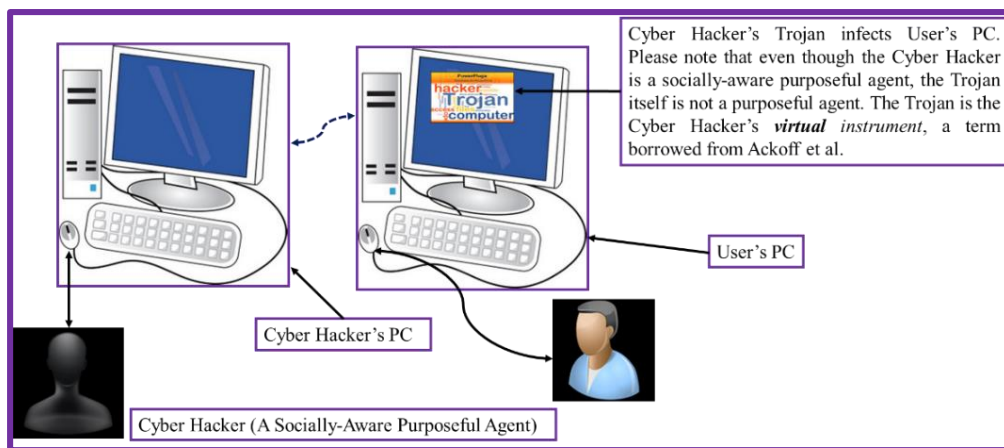 Cyber Hacker's Trojan infects User's PC.
Please note that even though the Cyber Hacker
is a socially-aware purposeful agent, the Trojan
itself is not a purposeful agent. The Trojan is the
Cyber Hacker's virtual instrument, a term
borrowed from Ackoff et al.
hacker
Trojan
computer
User's PC
Cyber Hacker's PC
Cyber Hacker (A Socially-Aware Purposeful Agent)